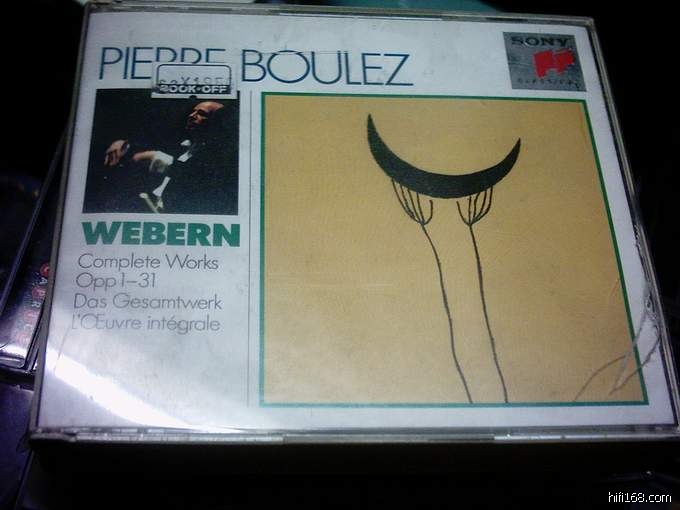 PIERRE BOULEZ
BOOK·OFF
SONY
CLASSICAL
WEBERN
Complete Works
Opp 1–31
Das Gesamtwerk
L'Œuvre intégrale
hifi168.com